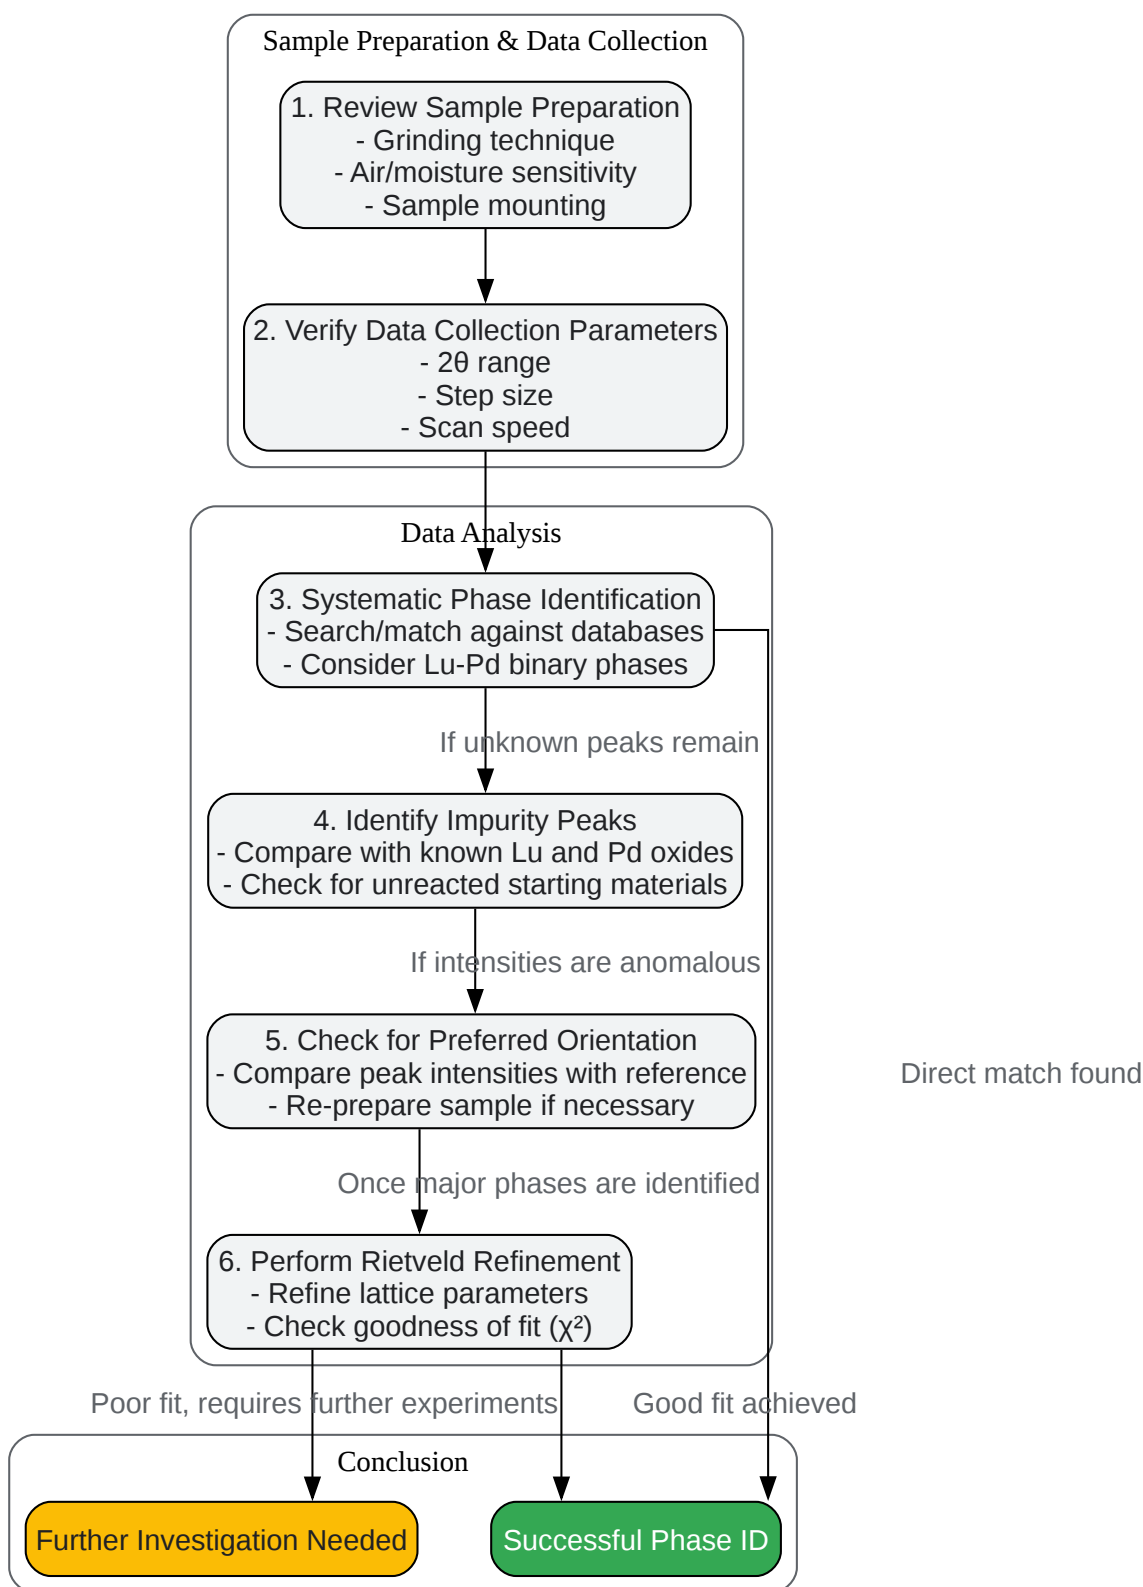 Sample Preparation & Data Collection
1. Review Sample Preparation
- Grinding technique
- Air/moisture sensitivity
- Sample mounting
2. Verify Data Collection Parameters
- 2θ range
- Step size
- Scan speed
Data Analysis
3. Systematic Phase Identification
- Search/match against databases
- Consider Lu-Pd binary phases
If unknown peaks remain
4. Identify Impurity Peaks
- Compare with known Lu and Pd oxides
- Check for unreacted starting materials
If intensities are anomalous
5. Check for Preferred Orientation
- Compare peak intensities with reference
- Re-prepare sample if necessary
Direct match found
Once major phases are identified
6. Perform Rietveld Refinement
- Refine lattice parameters
- Check goodness of fit (χ²)
Poor fit, requires further experiments
Good fit achieved
Conclusion
Further Investigation Needed
Successful Phase ID